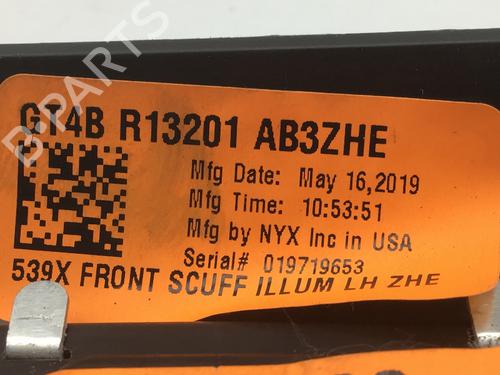 GT4B R13201 AB3ZHE
Mfg Date: May 16,2019
Mfg Time: 10:53:51
Mfg by NYX Inc in USA
Serial# 019719653
539X FRONT SCUFF ILLUM LH ZHE